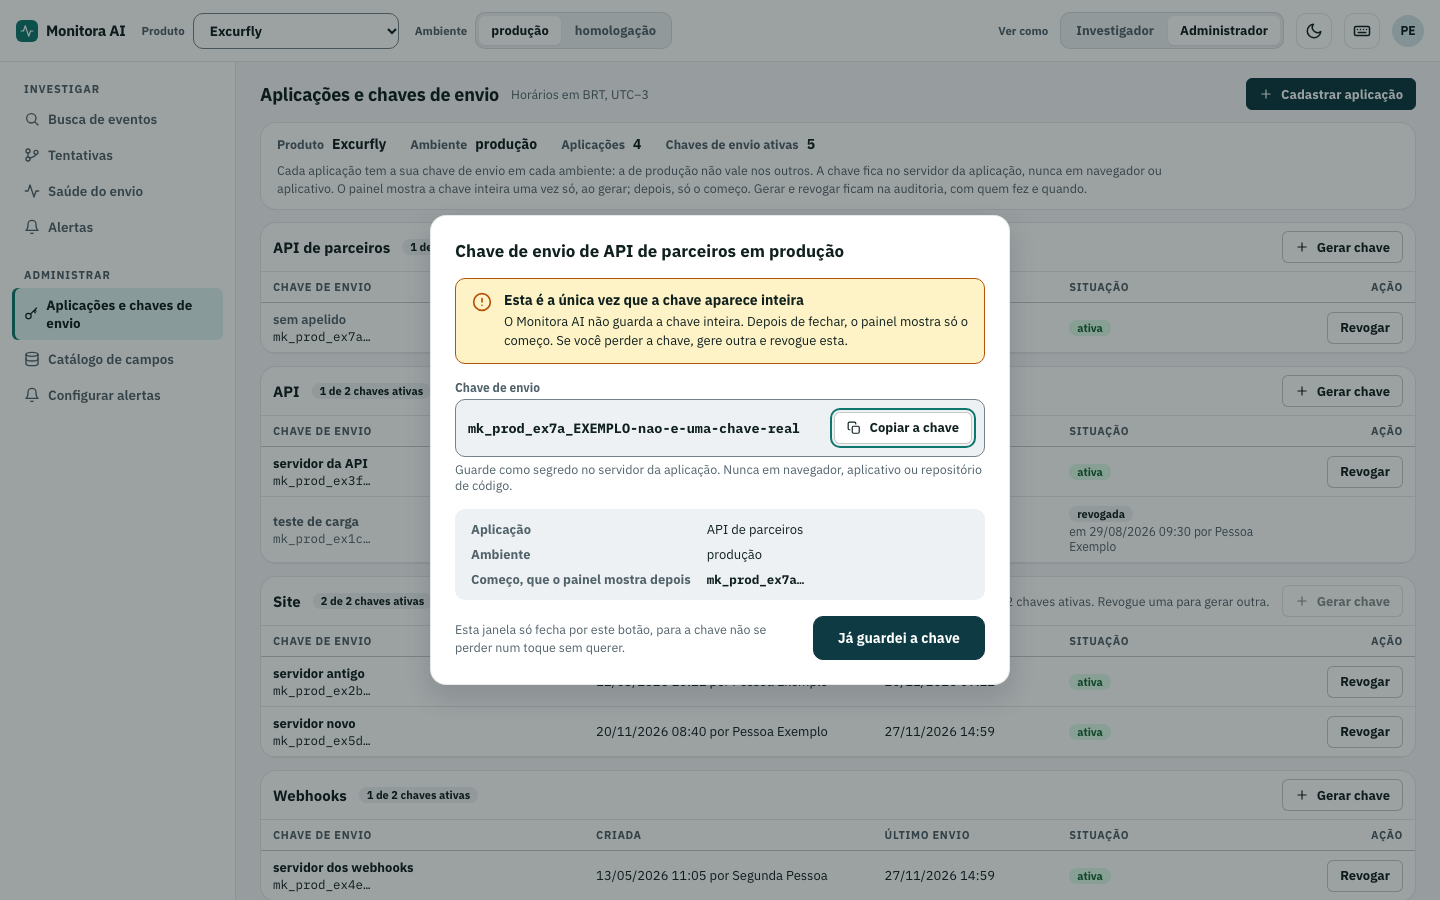 Monitora AI
Produto
Excurfly
Ambiente
produção
homologação
Ver como
Investigador
Administrador
PE
INVESTIGAR
Busca de eventos
Tentativas
Saúde do envio
Alertas
ADMINISTRAR
Aplicações e chaves de
envio
Catálogo de campos
Configurar alertas
Aplicações e chaves de envio
Horários em BRT, UTC−3
Cadastrar aplicação
Produto Excurfly
Ambiente produção
Aplicações 4
Chaves de envio ativas 5
Cada aplicação tem a sua chave de envio em cada ambiente: a de produção não vale nos outros. A chave fica no servidor da aplicação, nunca em navegador ou
aplicativo. O painel mostra a chave inteira uma vez só, ao gerar; depois, só o começo. Gerar e revogar ficam na auditoria, com quem fez e quando.
API de parceiros
Gerar chave
CHAVE DE ENVIO
SITUAÇÃO
AÇÃO
sem apelido
mk_prod_ex7a…
ativa
Revogar
API
1 de 2 chaves ativas
Gerar chave
CHAVE DE ENVIO
SITUAÇÃO
AÇÃO
servidor da API
mk_prod_ex3f…
ativa
Revogar
teste de carga
mk_prod_ex1c…
revogada
em 29/08/2026 09:30 por Pessoa
Exemplo
Site
2 de 2 chaves ativas
chaves ativas. Revogue uma para gerar outra.
Gerar chave
CHAVE DE ENVIO
SITUAÇÃO
AÇÃO
servidor antigo
mk_prod_ex2b…
ativa
Revogar
servidor novo
mk_prod_ex5d…
20/11/2026 08:40 por Pessoa Exemplo
27/11/2026 14:59
ativa
Revogar
Webhooks
1 de 2 chaves ativas
Gerar chave
CHAVE DE ENVIO
CRIADA
ÚLTIMO ENVIO
SITUAÇÃO
AÇÃO
servidor dos webhooks
mk_prod_ex4e…
13/05/2026 11:05 por Segunda Pessoa
27/11/2026 14:59
ativa
Revogar
Chave de envio de API de parceiros em produção
Esta é a única vez que a chave aparece inteira
O Monitora AI não guarda a chave inteira. Depois de fechar, o painel mostra só o
começo. Se você perder a chave, gere outra e revogue esta.
Chave de envio
mk_prod_ex7a_EXEMPLO-nao-e-uma-chave-real
Copiar a chave
Guarde como segredo no servidor da aplicação. Nunca em navegador, aplicativo ou repositório
de código.
Aplicação
API de parceiros
Ambiente
produção
Começo, que o painel mostra depois
mk_prod_ex7a…
Esta janela só fecha por este botão, para a chave não se
perder num toque sem querer.
Já guardei a chave